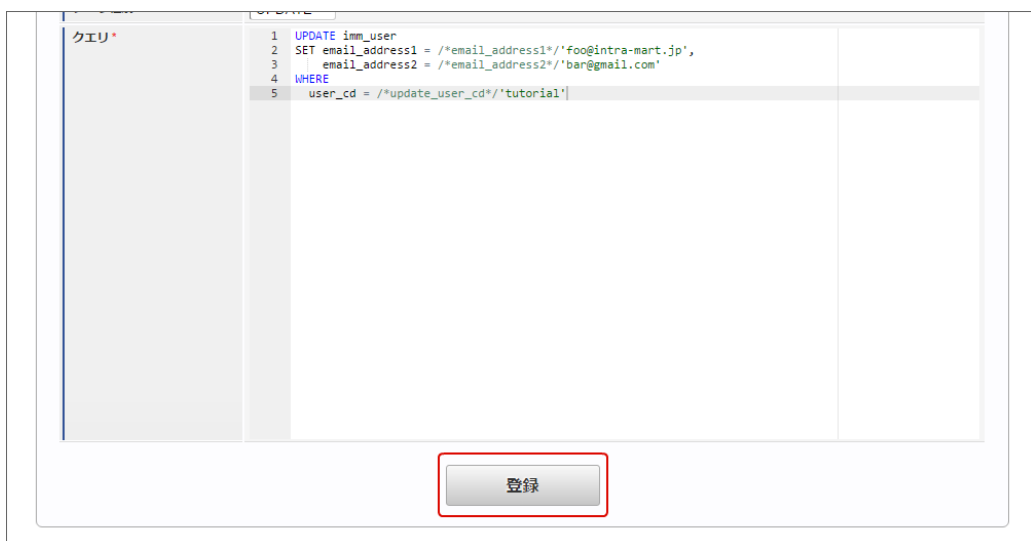 UPDATE
クエリ*
1 UPDATE imm_user
2 SET email_address1 = /*email_address1*/'foo@intra-mart.jp',
3 email_address2 = /*email_address2*/'bar@gmail.com'
4 WHERE
5 user_cd = /*update_user_cd*/'tutorial'
登録